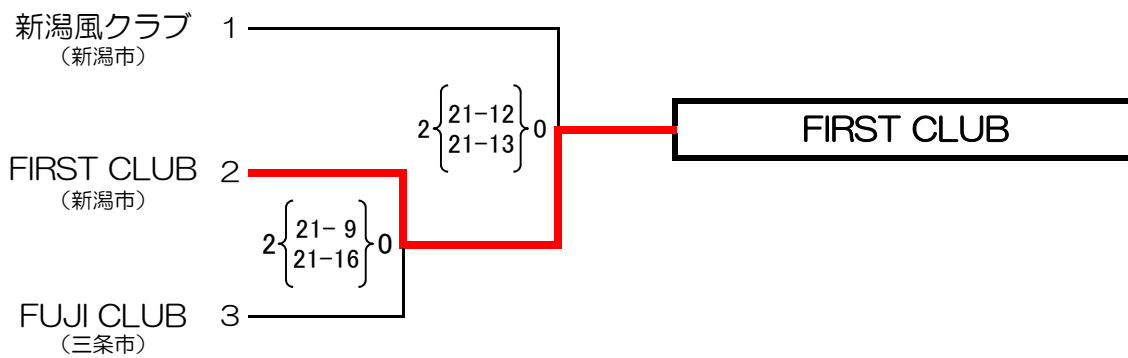 新潟風クラブ 1
（新潟市）
2 { 21-12 } 0
21-13
FIRST CLUB
FIRST CLUB 2
（新潟市）
2 { 21- 9 } 0
21-16
FUJI CLUB 3
（三条市）